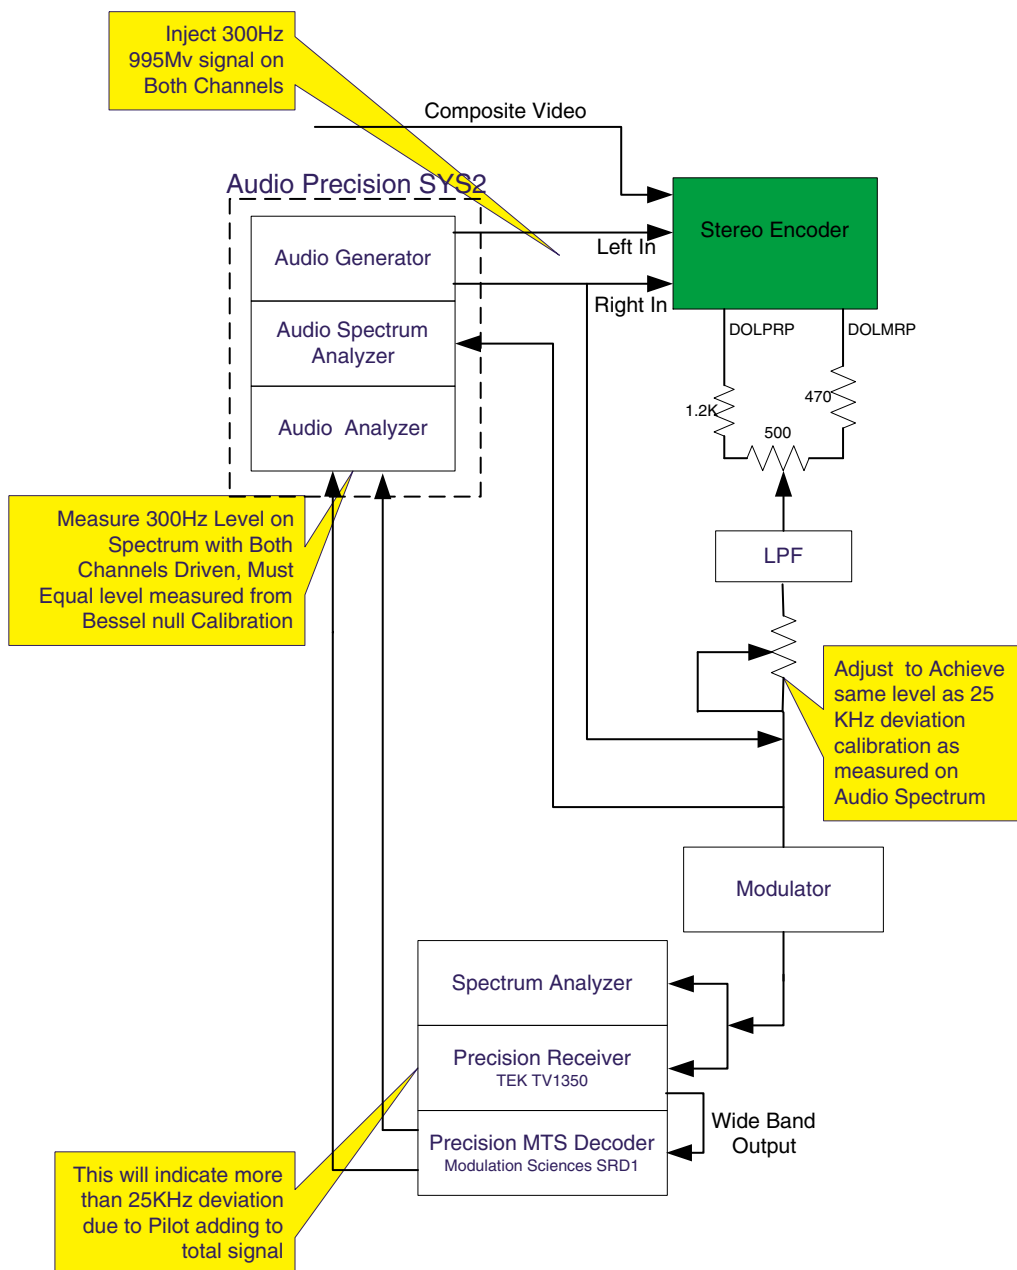 Inject 300Hz
995Mv signal on
Both Channels
Composite Video
Audio Precision SYS2
Audio Generator
Left In
Stereo Encoder
Right In
Audio Spectrum
Analyzer
DOLPRP
DOLMRP
Audio Analyzer
1.2K
470
500
Measure 300Hz Level on
Spectrum with Both
Channels Driven, Must
Equal level measured from
Bessel null Calibration
LPF
Adjust to Achieve
same level as 25
KHz deviation
calibration as
measured on
Audio Spectrum
Modulator
Spectrum Analyzer
Precision Receiver
TEK TV1350
Wide Band
Output
Precision MTS Decoder
Modulation Sciences SRD1
This will indicate more
than 25KHz deviation
due to Pilot adding to
total signal